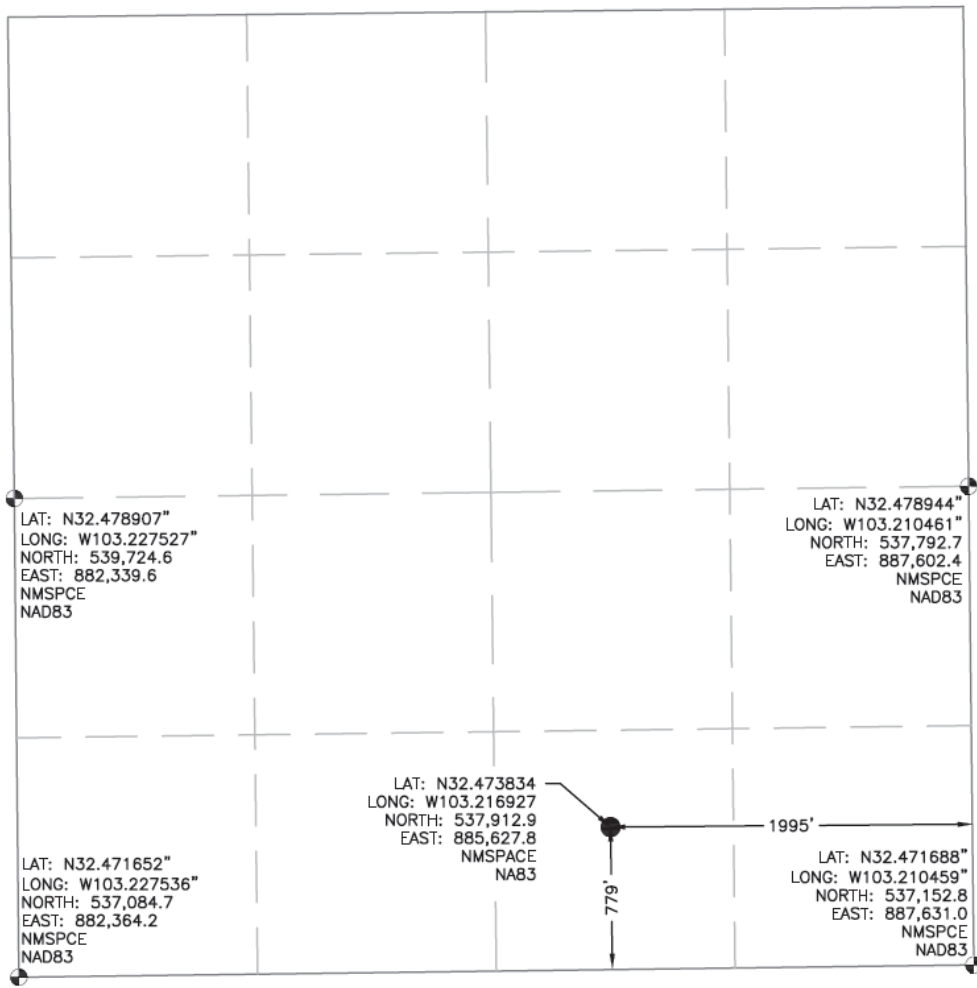 LAT: N32.478907"
LONG: W103.227527"
NORTH: 539,724.6
EAST: 882,339.6
NMSPCE
NAD83
LAT: N32.478944"
LONG: W103.210461"
NORTH: 537,792.7
EAST: 887,602.4
NMSPCE
NAD83
LAT: N32.473834
LONG: W103.216927
NORTH: 537,912.9
EAST: 885,627.8
NMSPACE
NA83
1995'
779'
LAT: N32.471652"
LONG: W103.227536"
NORTH: 537,084.7
EAST: 882,364.2
NMSPCE
NAD83
LAT: N32.471688"
LONG: W103.210459"
NORTH: 537,152.8
EAST: 887,631.0
NMSPCE
NAD83